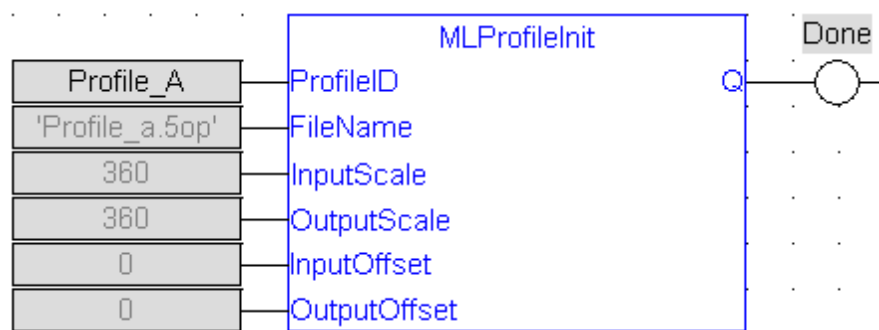 MLProfileInit
Done
Profile_A ProfileID Q
'Profile_a.5op' FileName
360 InputScale
360 OutputScale
0 InputOffset
0 OutputOffset